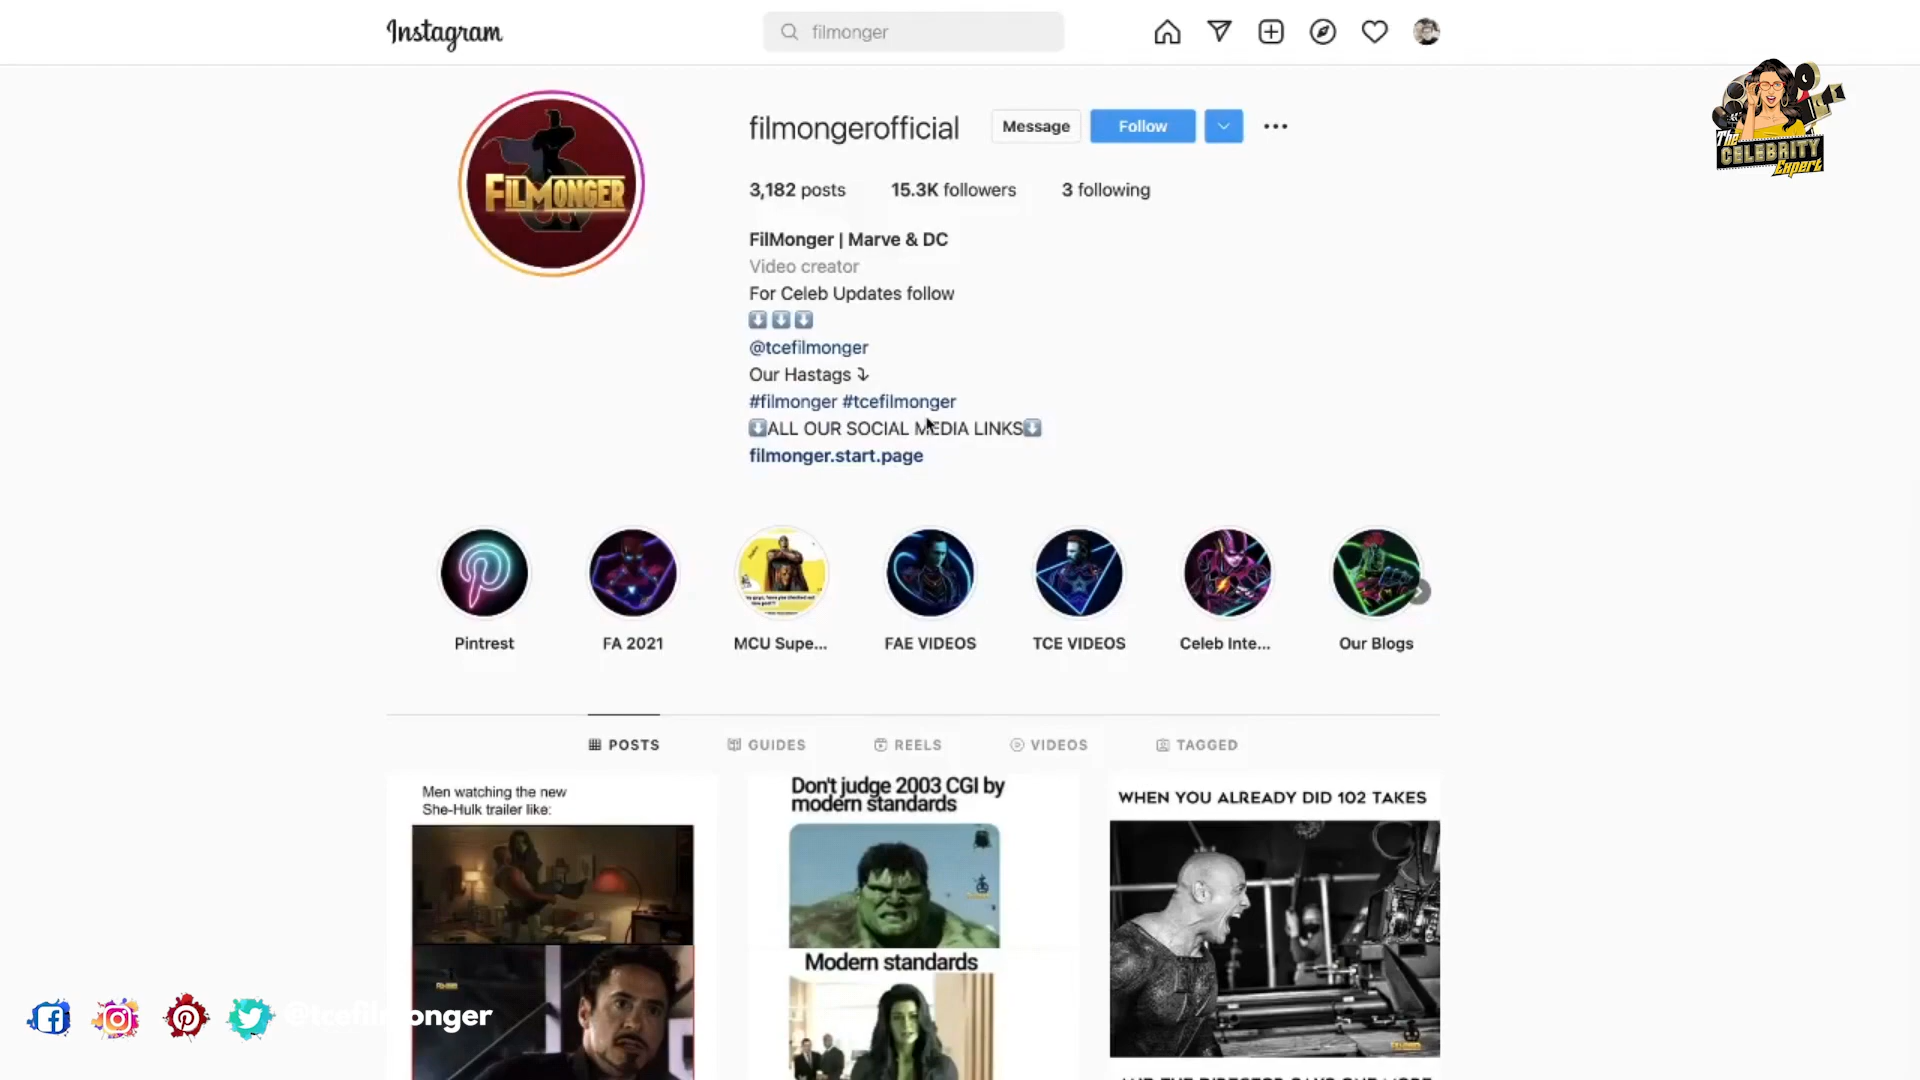 Instagram
filmonger
The
CELEBRITY
Expert
FILMONGER
filmongerofficial
Message
Follow
3,182 posts
15.3K followers
3 following
FilMonger | Marve & DC
Video creator
For Celeb Updates follow
⬇️⬇️⬇️
@tcefilmonger
Our Hastags ⤵
#filmonger #tcefilmonger
⬇️ALL OUR SOCIAL MEDIA LINKS⬇️
filmonger.start.page
Pintrest
FA 2021
MCU Supe...
FAE VIDEOS
TCE VIDEOS
Celeb Inte...
Our Blogs
POSTS
GUIDES
REELS
VIDEOS
TAGGED
Men watching the new
She-Hulk trailer like:
Don't judge 2003 CGI by
modern standards
Modern standards
WHEN YOU ALREADY DID 102 TAKES
@tcefilmonger